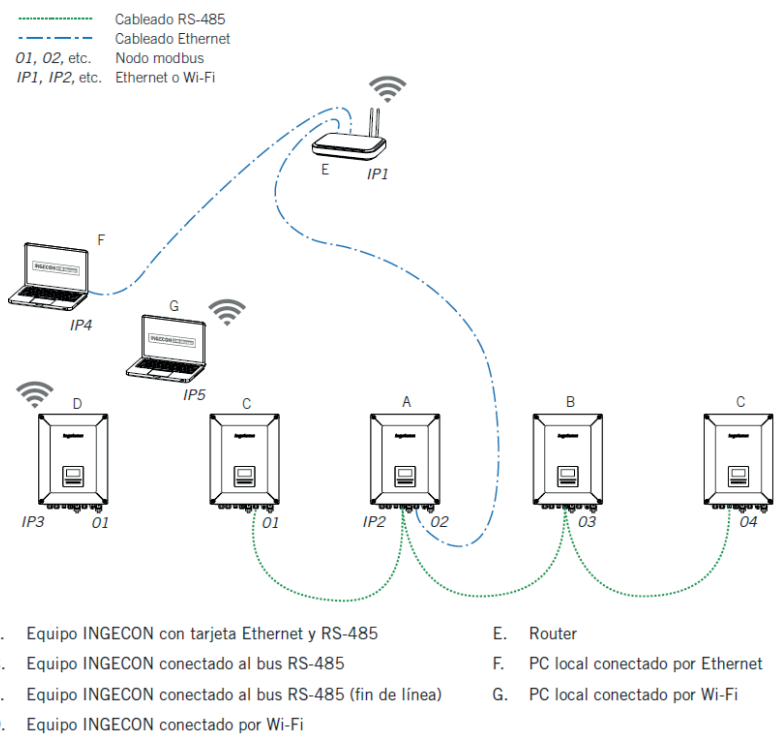 Cableado RS-485
Cableado Ethernet
01, 02, etc. Nodo modbus
IP1, IP2, etc. Ethernet o Wi-Fi
E
IP1
F
IP4
G
IP5
D
C
A
B
C
IP3
01
01
IP2
02
03
04
. Equipo INGECON con tarjeta Ethernet y RS-485
. Equipo INGECON conectado al bus RS-485
. Equipo INGECON conectado al bus RS-485 (fin de línea)
. Equipo INGECON conectado por Wi-Fi
E. Router
F. PC local conectado por Ethernet
G. PC local conectado por Wi-Fi